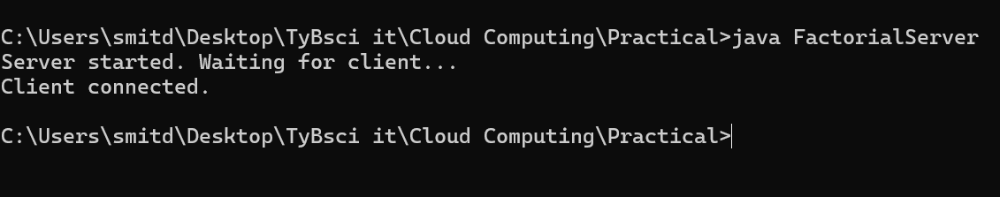 C:\Users\smitd\Desktop\TyBsci it\Cloud Computing\Practical>java FactorialServer
Server started. Waiting for client...
Client connected.
C:\Users\smitd\Desktop\TyBsci it\Cloud Computing\Practical>